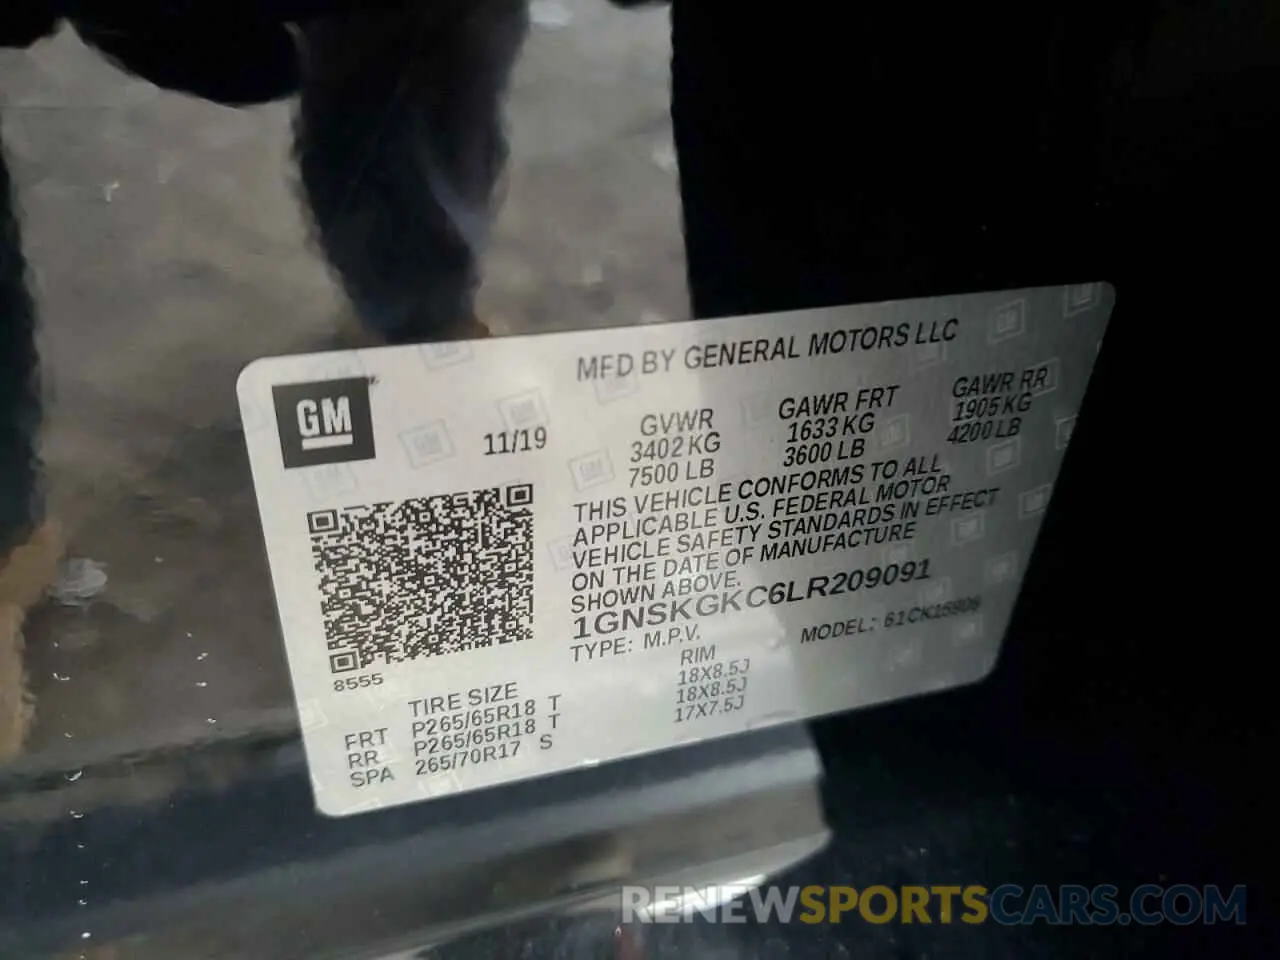 MFD BY GENERAL MOTORS LLC
GM
11/19
GVWR GAWR FRT GAWR RR
3402 KG 1633 KG 1905 KG
7500 LB 3600 LB 4200 LB
THIS VEHICLE CONFORMS TO ALL
APPLICABLE U.S. FEDERAL MOTOR
VEHICLE SAFETY STANDARDS IN EFFECT
ON THE DATE OF MANUFACTURE
SHOWN ABOVE.
1GNSKGKC6LR209091
TYPE: M.P.V. MODEL: 61CK15906
8555
TIRE SIZE RIM
FRT P265/65R18 T 18X8.5J
RR P265/65R18 T 18X8.5J
SPA 265/70R17 S 17X7.5J
RENEWSPORTSCARS.COM